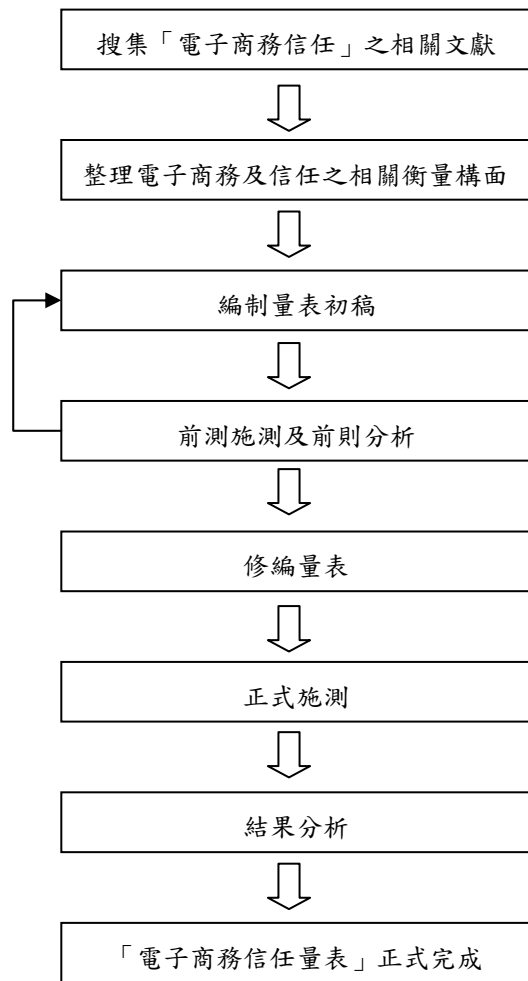 搜集「電子商務信任」之相關文獻
整理電子商務及信任之相關衡量構面
編制量表初稿
前測施測及前則分析
修編量表
正式施測
結果分析
「電子商務信任量表」正式完成